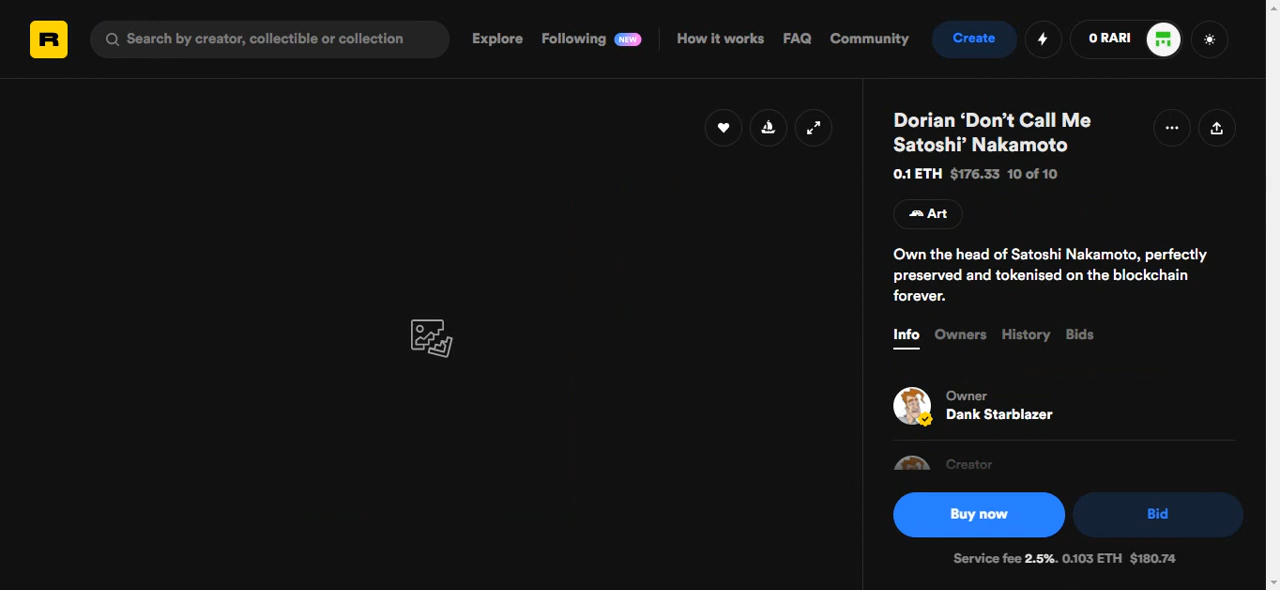 R
Search by creator, collectible or collection
Explore
Following NEW
How it works
FAQ
Community
Create
0 RARI
Dorian ‘Don’t Call Me
Satoshi’ Nakamoto
0.1 ETH $176.33 10 of 10
Art
Own the head of Satoshi Nakamoto, perfectly
preserved and tokenised on the blockchain
forever.
Info Owners History Bids
Owner
Dank Starblazer
Creator
Buy now
Bid
Service fee 2.5%. 0.103 ETH $180.74